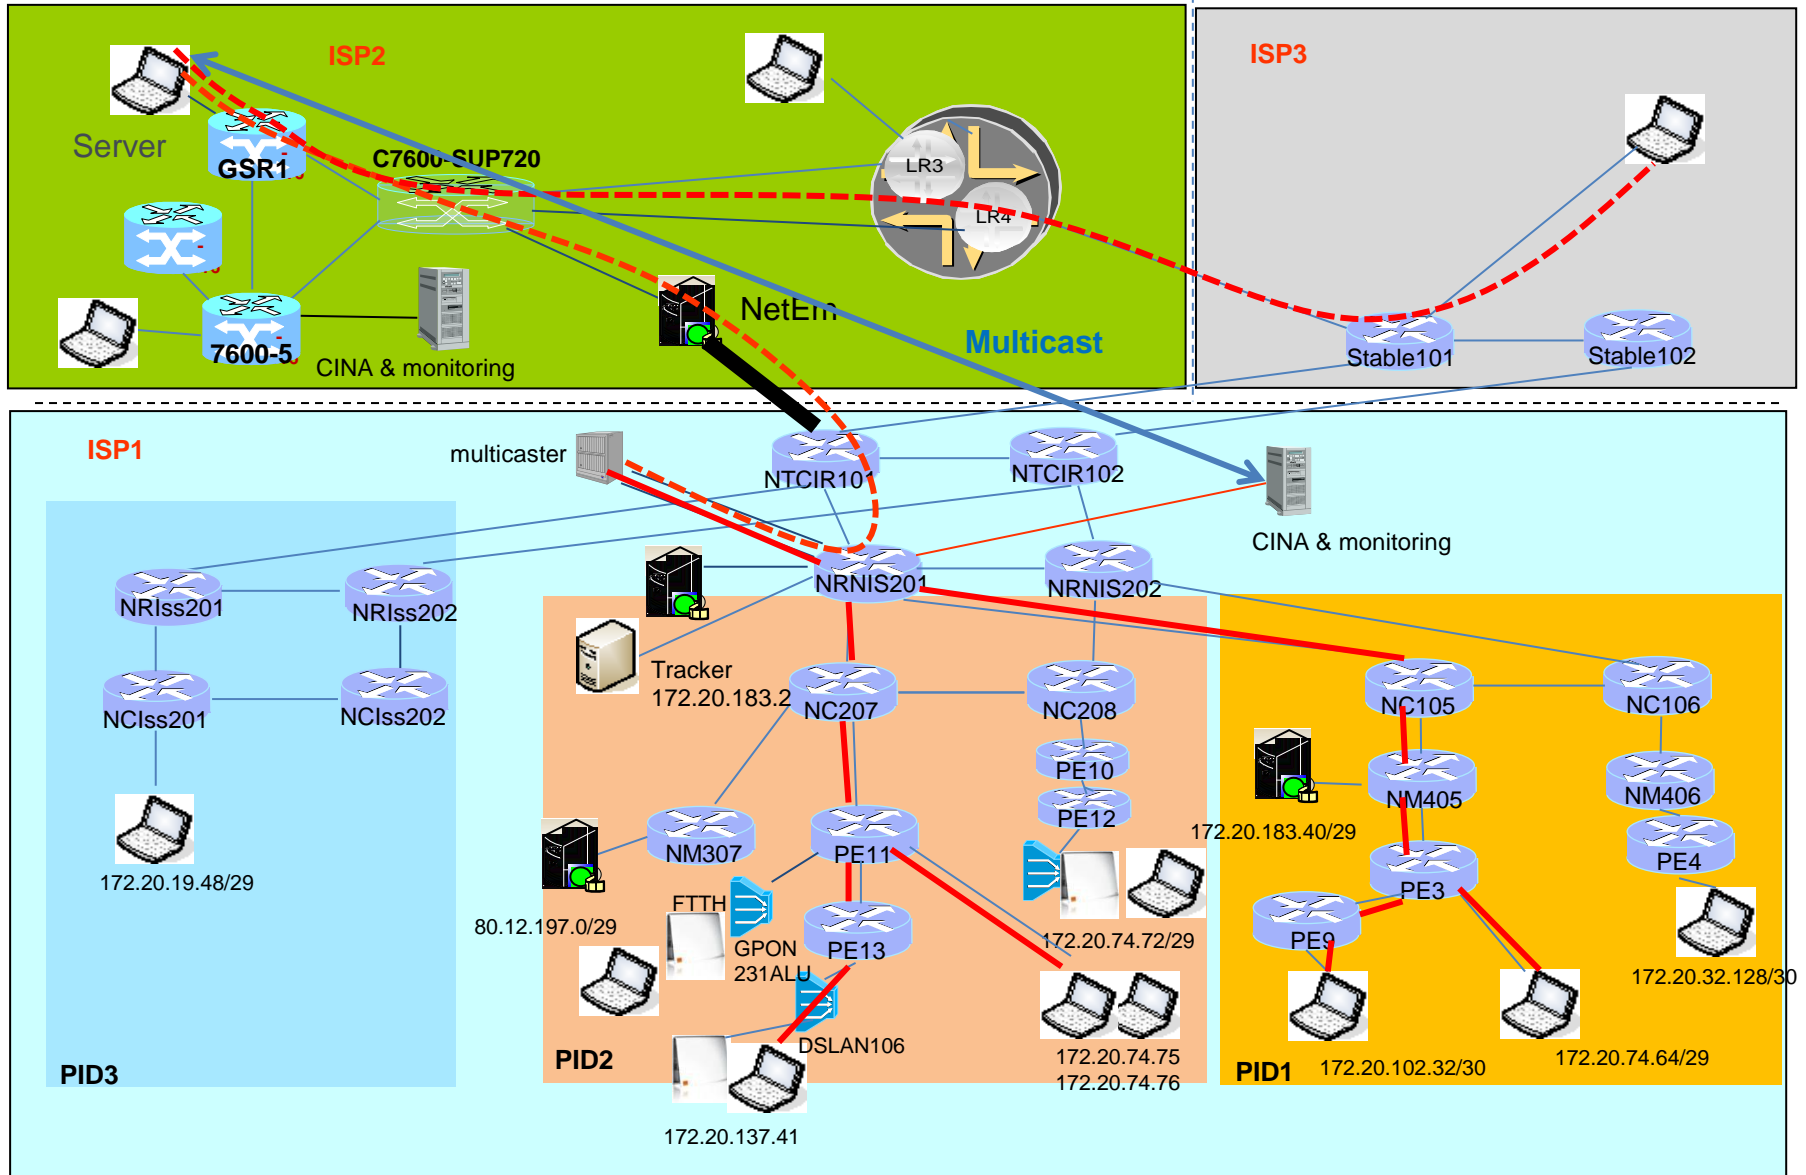 ISP2
ISP3
Server
C7600-SUP720
GSR1
LR3
LR4
NetEm
Multicast
7600-5
CINA & monitoring
Stable101
Stable102
ISP1
multicaster
NTCIR101
NTCIR102
CINA & monitoring
NRIss201
NRIss202
NRNIS201
NRNIS202
Tracker
172.20.183.2
NCIss201
NCIss202
NC207
NC208
NC105
NC106
PE10
PE12
NM405
NM406
172.20.183.40/29
NM307
PE11
PE3
PE4
172.20.19.48/29
FTTH
80.12.197.0/29
GPON
231ALU
PE13
172.20.74.72/29
PE9
172.20.32.128/30
DSLAN106
172.20.74.75
172.20.74.76
172.20.102.32/30
172.20.74.64/29
PID3
PID2
PID1
172.20.137.41